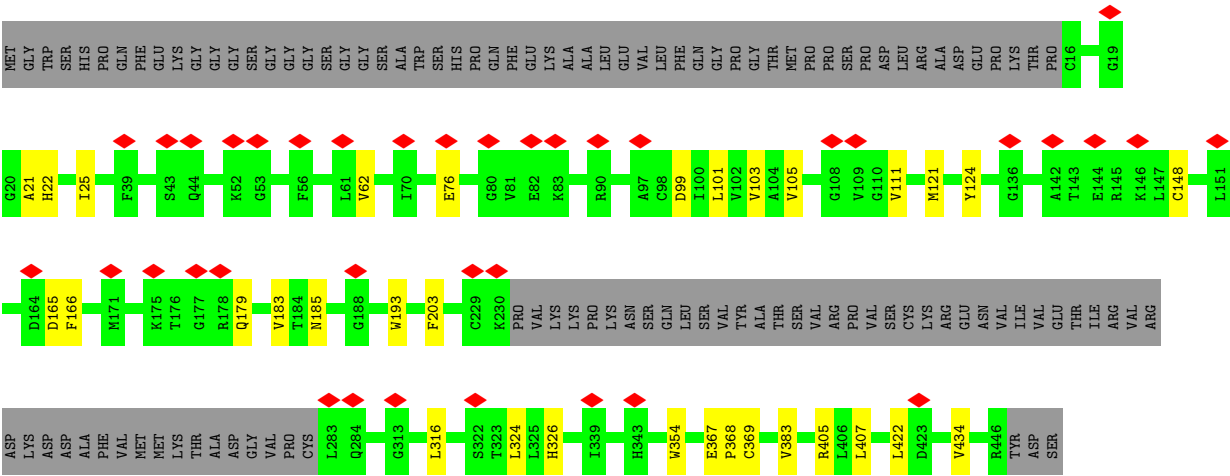 MET GLY TRP SER HIS PRO GLN PHE GLU LYS GLY GLY GLY SER GLY GLY GLY SER GLY GLY SER ALA TRP SER HIS PRO GLN PHE GLU LYS ALA ALA LEU GLU VAL LEU PHE GLN GLY PRO GLY THR MET PRO PRO SER PRO ASP LEU ARG ALA ASP GLU PRO LYS THR PRO C16 G19
G20 A21 H22 I25 F39 S43 Q44 K52 G53 F56 L61 V62 I70 E76 G80 V81 E82 K83 R90 A97 C98 D99 I100 L101 V102 V103 A104 V105 G108 V109 G110 V111 M121 Y124 G136 A142 T143 E144 R145 K146 L147 C148 L151
D164 D165 F166 M171 K175 T176 G177 R178 Q179 V183 T184 N185 G188 W193 F203 C229 K230 PRO VAL LYS LYS PRO LYS ASN SER GLN LEU SER VAL TYR ALA THR SER VAL ARG PRO VAL SER CYS LYS ARG GLU ASN VAL ILE VAL GLU THR ILE ARG VAL ARG
ASP LYS ASP ASP ALA PHE VAL MET MET LYS THR ALA ASP GLY VAL PRO CYS L283 Q284 G313 L316 S322 T323 L324 L325 H326 I339 H343 W354 E367 P368 C369 V383 R405 L406 L407 L422 D423 V434 R446 TYR ASP SER